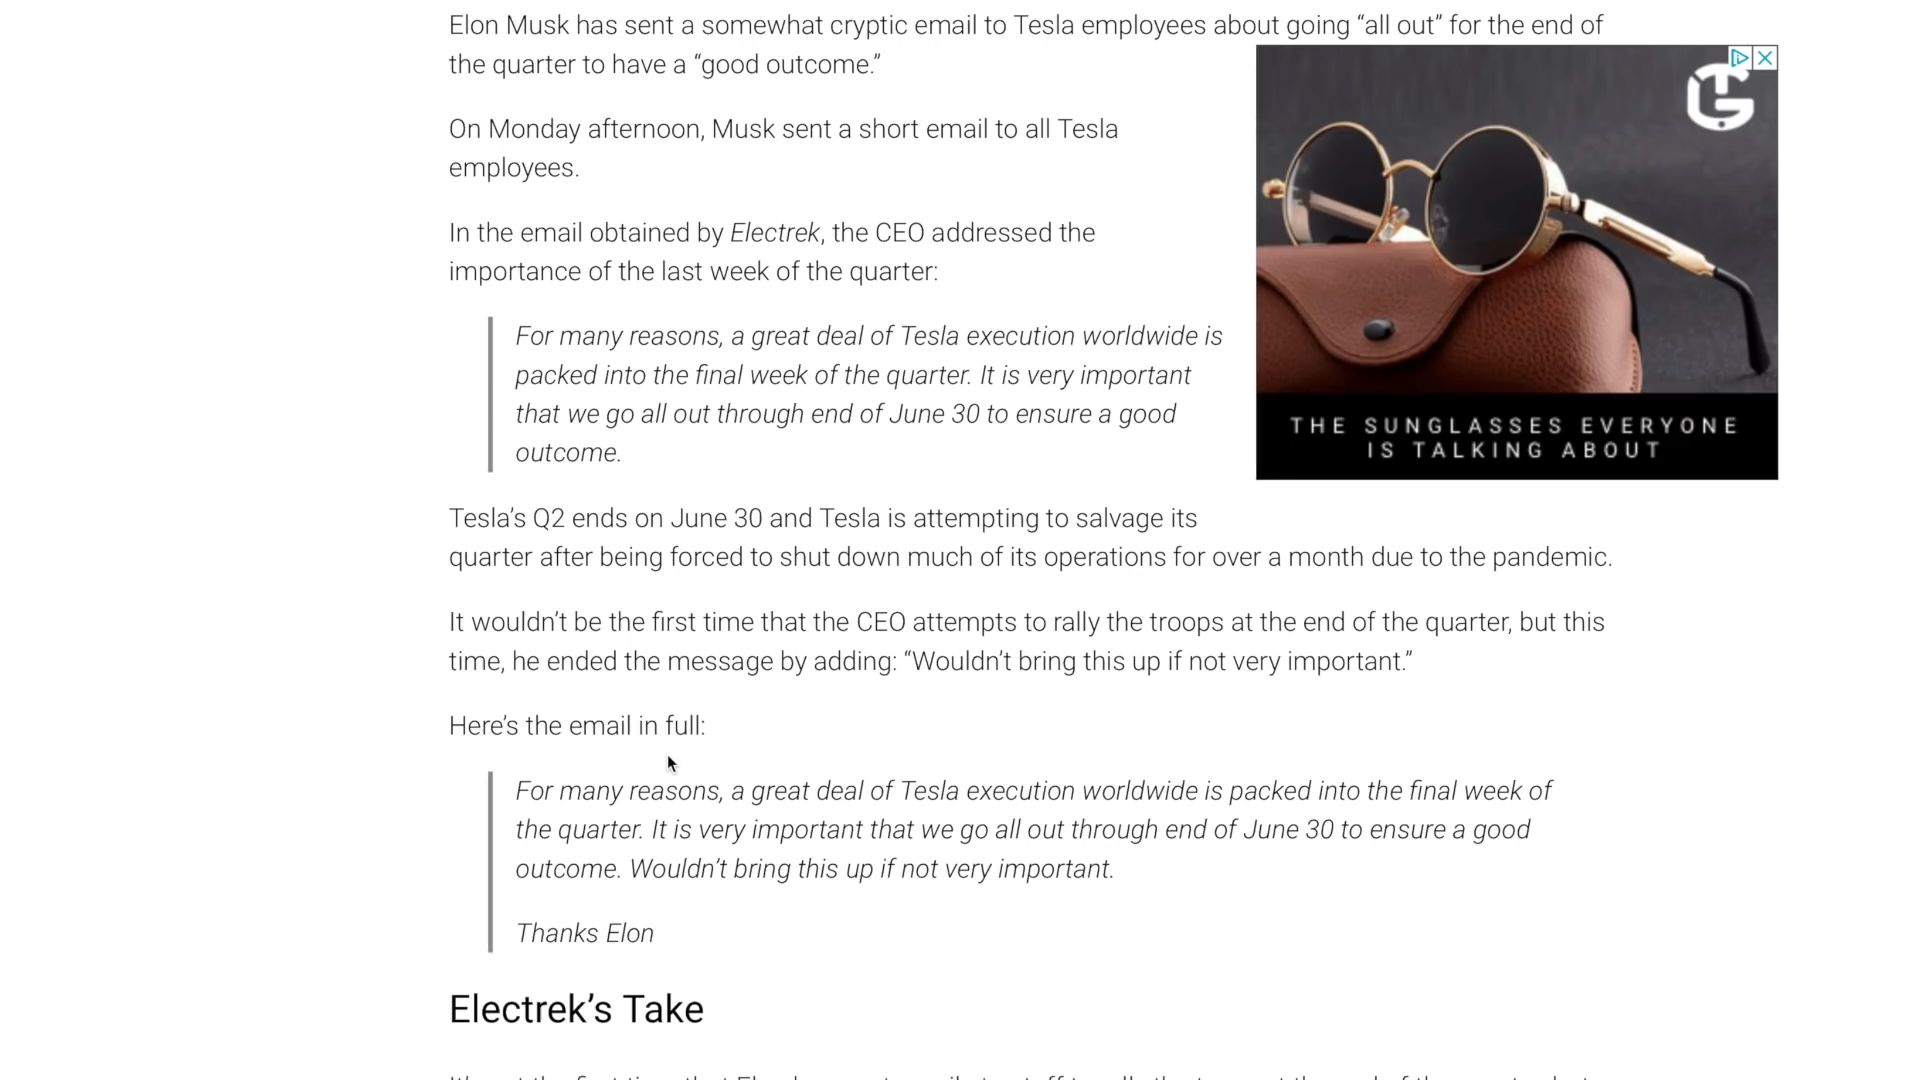 Elon Musk has sent a somewhat cryptic email to Tesla employees about going “all out” for the end of
the quarter to have a “good outcome.”
On Monday afternoon, Musk sent a short email to all Tesla
employees.
In the email obtained by Electrek, the CEO addressed the
importance of the last week of the quarter:
For many reasons, a great deal of Tesla execution worldwide is
packed into the final week of the quarter. It is very important
that we go all out through end of June 30 to ensure a good
outcome.
TG
THE SUNGLASSES EVERYONE
IS TALKING ABOUT
Tesla’s Q2 ends on June 30 and Tesla is attempting to salvage its
quarter after being forced to shut down much of its operations for over a month due to the pandemic.
It wouldn’t be the first time that the CEO attempts to rally the troops at the end of the quarter, but this
time, he ended the message by adding: “Wouldn’t bring this up if not very important.”
Here’s the email in full:
For many reasons, a great deal of Tesla execution worldwide is packed into the final week of
the quarter. It is very important that we go all out through end of June 30 to ensure a good
outcome. Wouldn’t bring this up if not very important.
Thanks Elon
Electrek’s Take